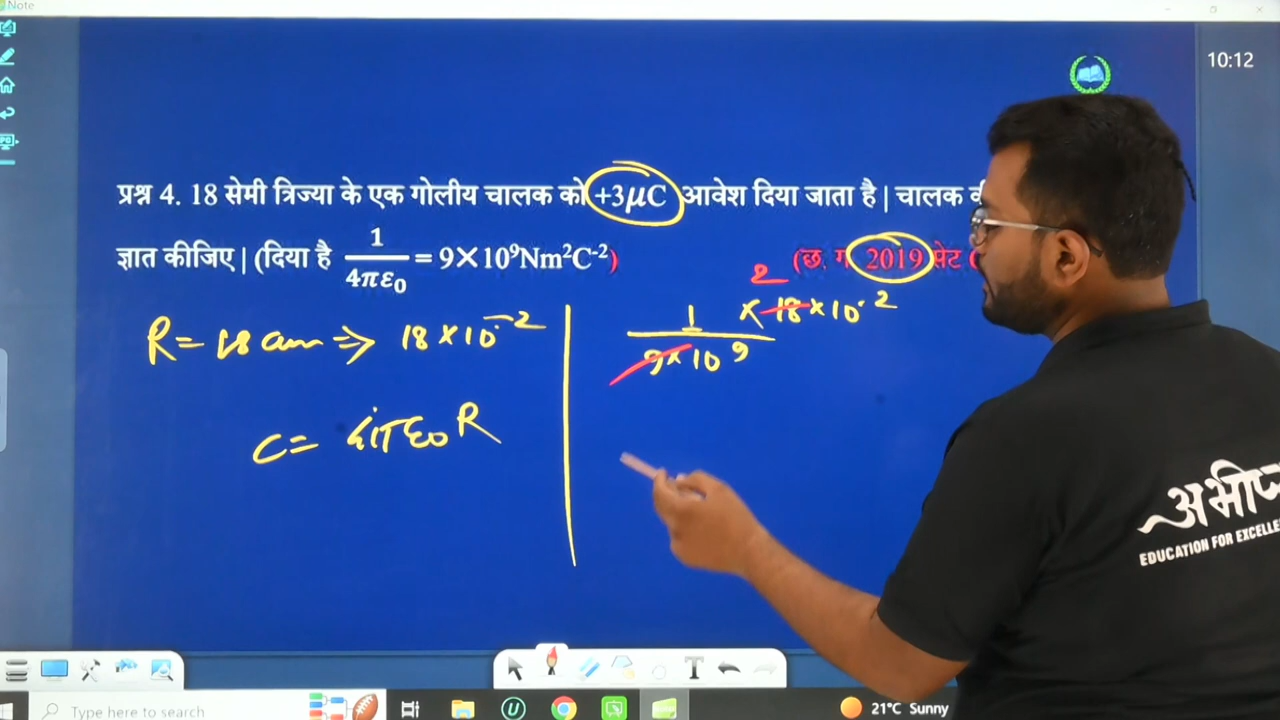 Note
10:12
प्रश्न 4. 18 सेमी त्रिज्या के एक गोलीय चालक को +3μC आवेश दिया जाता है | चालक
ज्ञात कीजिए | (दिया है 1/4πε₀ = 9×10⁹Nm²C⁻²) (छ. ग 2019 सेट
R = 18 cm ⇒ 18 × 10⁻²
C = 4πε₀ R
1/9×10⁹ × 18 × 10⁻²
2
अभीप्
EDUCATION FOR EXCELLE
Type here to search
21°C Sunny